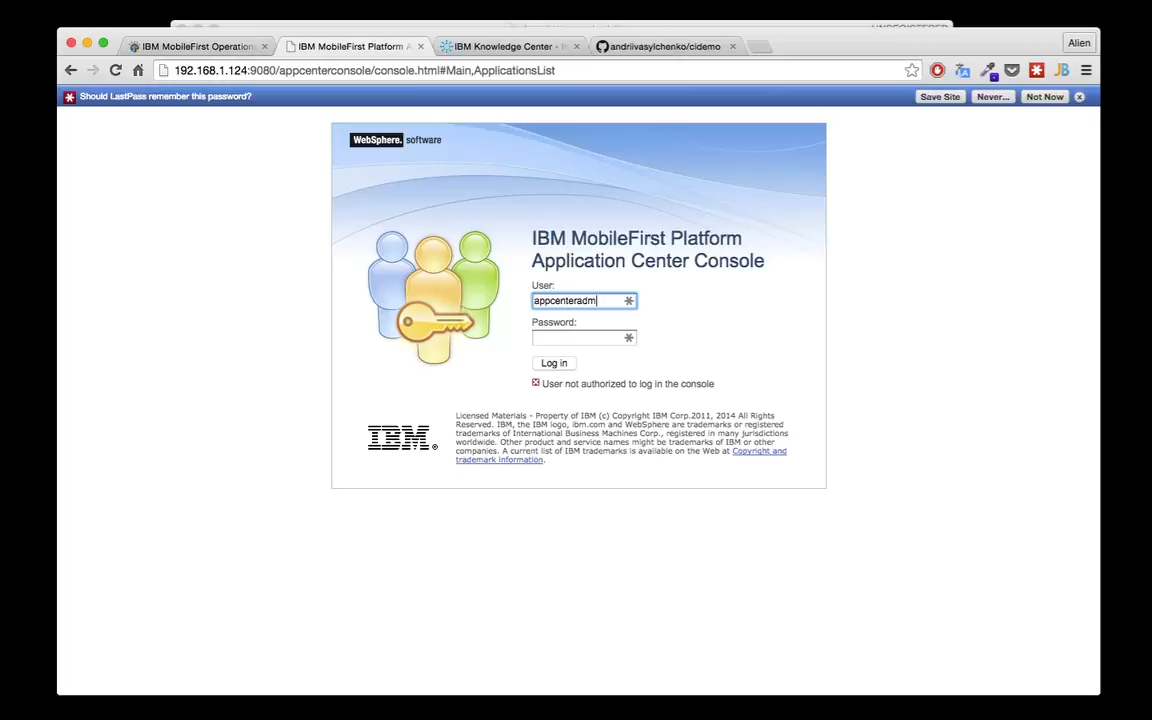 IBM MobileFirst Operation
IBM MobileFirst Platform A
IBM Knowledge Center - I
andriivasylchenko/cidemo
Alien
192.168.1.124:9080/appcenterconsole/console.html#Main,ApplicationsList
Should LastPass remember this password?
Save Site
Never...
Not Now
WebSphere. software
IBM MobileFirst Platform
Application Center Console
User:
appcenteradm
Password:
Log in
User not authorized to log in the console
IBM
Licensed Materials - Property of IBM (c) Copyright IBM Corp.2011, 2014 All Rights
Reserved. IBM, the IBM logo, ibm.com and WebSphere are trademarks or registered
trademarks of International Business Machines Corp., registered in many jurisdictions
worldwide. Other product and service names might be trademarks of IBM or other
companies. A current list of IBM trademarks is available on the Web at Copyright and
trademark information.